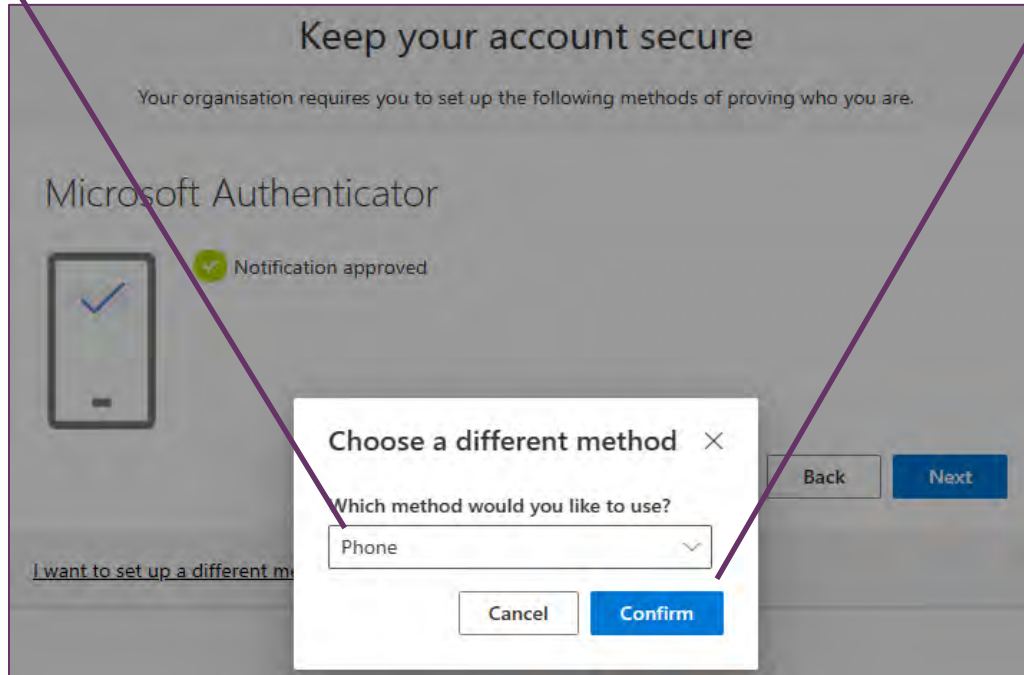 Keep your account secure
Your organisation requires you to set up the following methods of proving who you are.
Microsoft Authenticator
Notification approved
Choose a different method
Which method would you like to use?
Phone
Cancel
Confirm
Back
Next
I want to set up a different